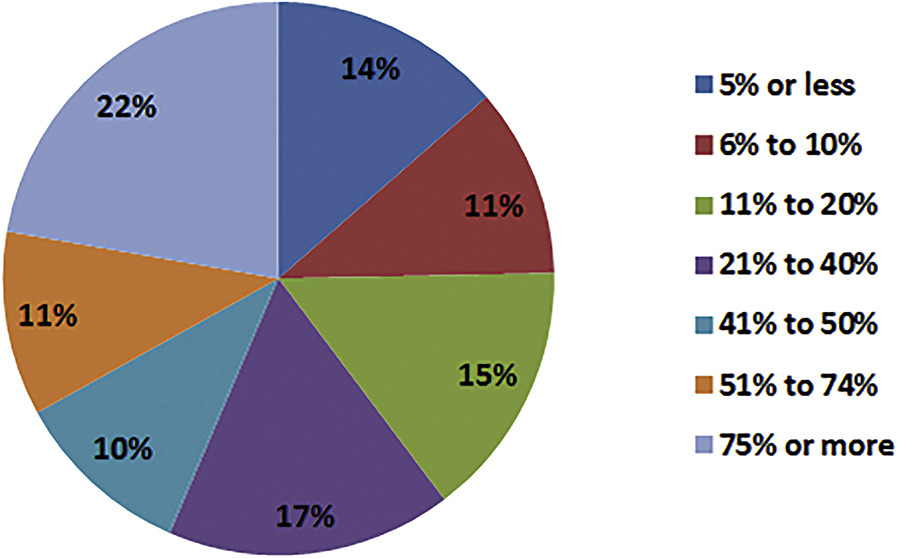 14%
11%
15%
17%
10%
11%
22%
5% or less
6% to 10%
11% to 20%
21% to 40%
41% to 50%
51% to 74%
75% or more